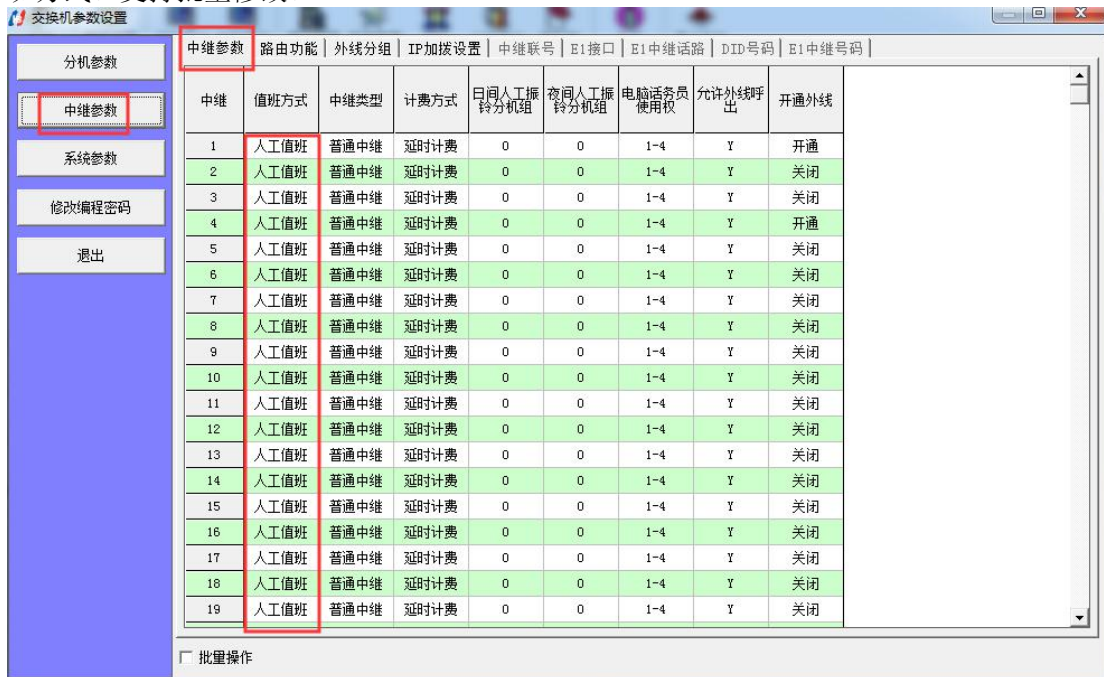 交换机参数设置
分机参数
中继参数
系统参数
修改编程密码
退出
中继参数 路由功能 外线分组 IP加拨设置 中继联号 E1接口 E1中继话路 DID号码 E1中继号码
中继 值班方式 中继类型 计费方式 日间人工振铃分机组 夜间人工振铃分机组 电脑话务员使用权 允许外线呼出 开通外线
1 人工值班 普通中继 延时计费 0 0 1-4 Y 开通
2 人工值班 普通中继 延时计费 0 0 1-4 Y 关闭
3 人工值班 普通中继 延时计费 0 0 1-4 Y 关闭
4 人工值班 普通中继 延时计费 0 0 1-4 Y 开通
5 人工值班 普通中继 延时计费 0 0 1-4 Y 关闭
6 人工值班 普通中继 延时计费 0 0 1-4 Y 关闭
7 人工值班 普通中继 延时计费 0 0 1-4 Y 关闭
8 人工值班 普通中继 延时计费 0 0 1-4 Y 关闭
9 人工值班 普通中继 延时计费 0 0 1-4 Y 关闭
10 人工值班 普通中继 延时计费 0 0 1-4 Y 关闭
11 人工值班 普通中继 延时计费 0 0 1-4 Y 关闭
12 人工值班 普通中继 延时计费 0 0 1-4 Y 关闭
13 人工值班 普通中继 延时计费 0 0 1-4 Y 关闭
14 人工值班 普通中继 延时计费 0 0 1-4 Y 关闭
15 人工值班 普通中继 延时计费 0 0 1-4 Y 关闭
16 人工值班 普通中继 延时计费 0 0 1-4 Y 关闭
17 人工值班 普通中继 延时计费 0 0 1-4 Y 关闭
18 人工值班 普通中继 延时计费 0 0 1-4 Y 关闭
19 人工值班 普通中继 延时计费 0 0 1-4 Y 关闭
批里操作